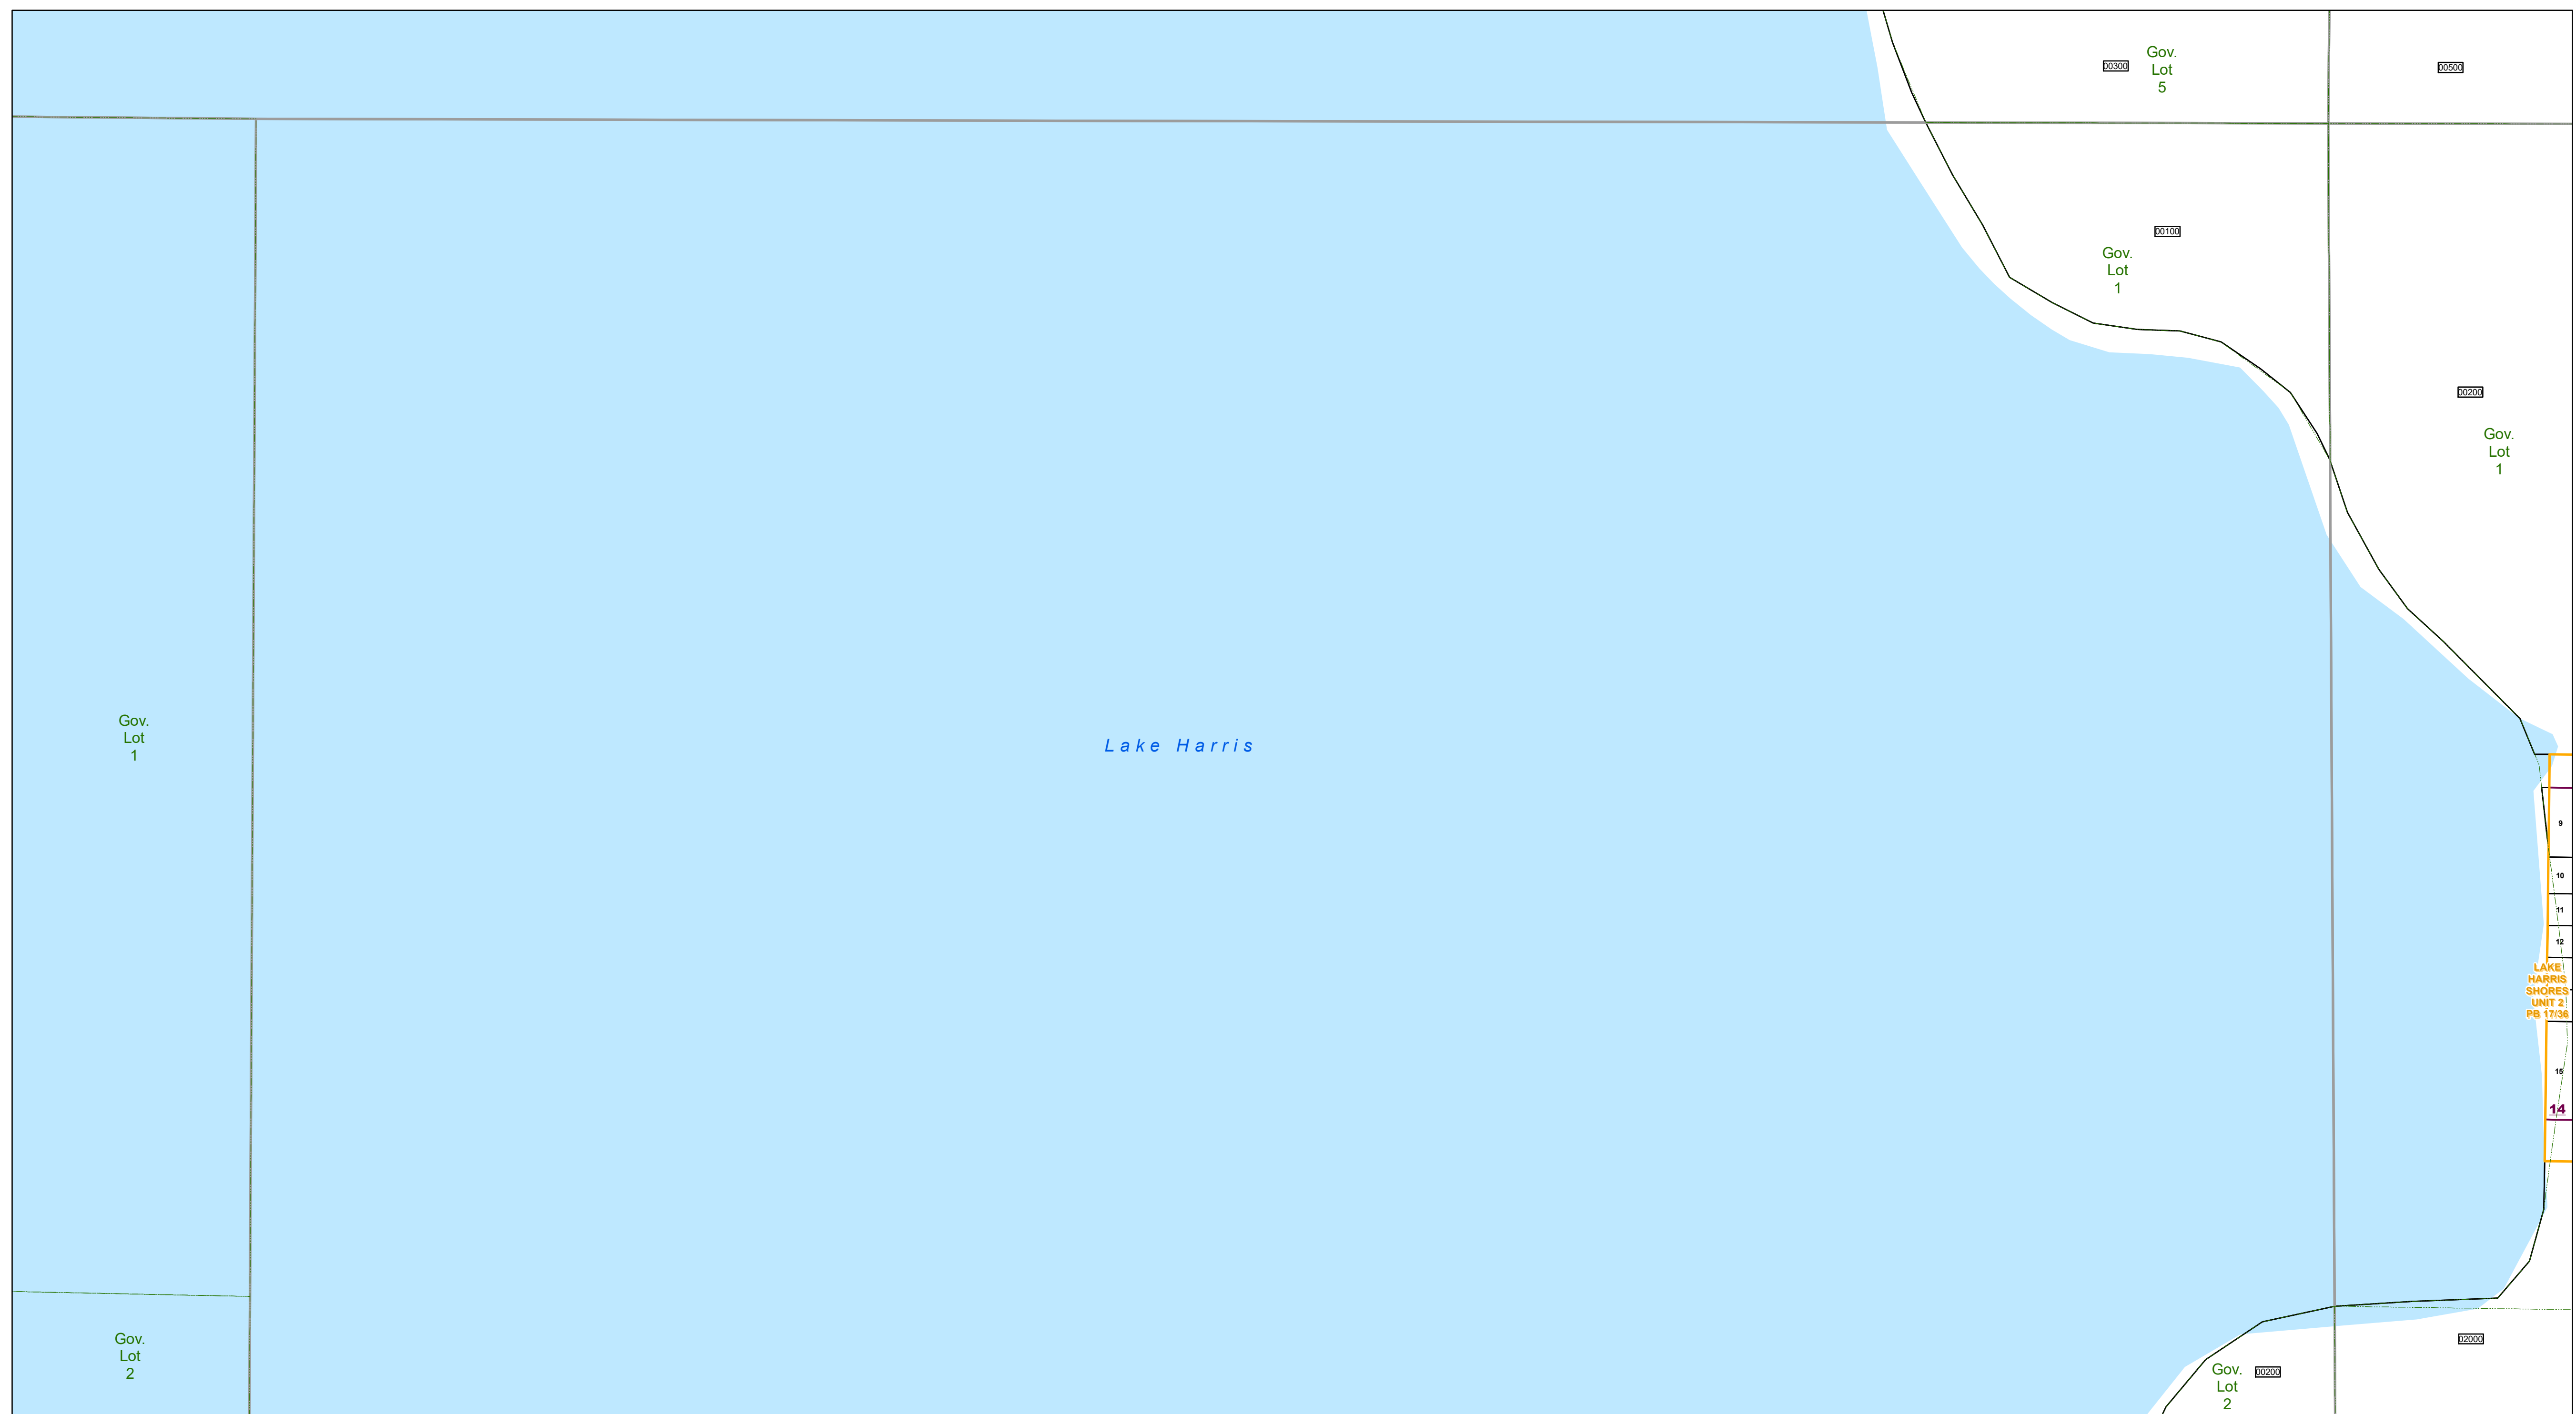 Gov.
Lot
5
00300
00500
00100
Gov.
Lot
1
00200
Gov.
Lot
1
Gov.
Lot
1
Lake Harris
9
10
11
12
LAKE
HARRIS
SHORES
UNIT 2
PB 17/36
15
14
Gov.
Lot
2
02000
Gov.
Lot
2
00200